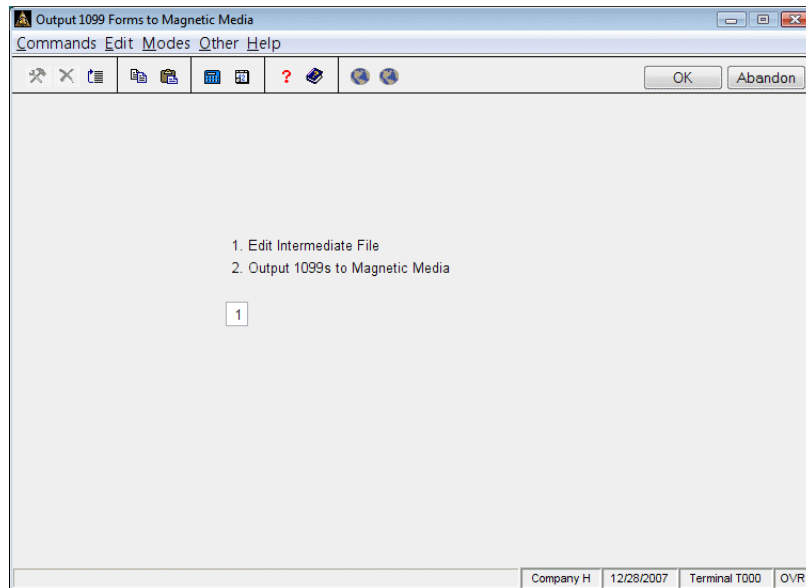 Output 1099 Forms to Magnetic Media
Commands Edit Modes Other Help
OK Abandon
1. Edit Intermediate File
2. Output 1099s to Magnetic Media
1
Company H 12/28/2007 Terminal T000 OVR